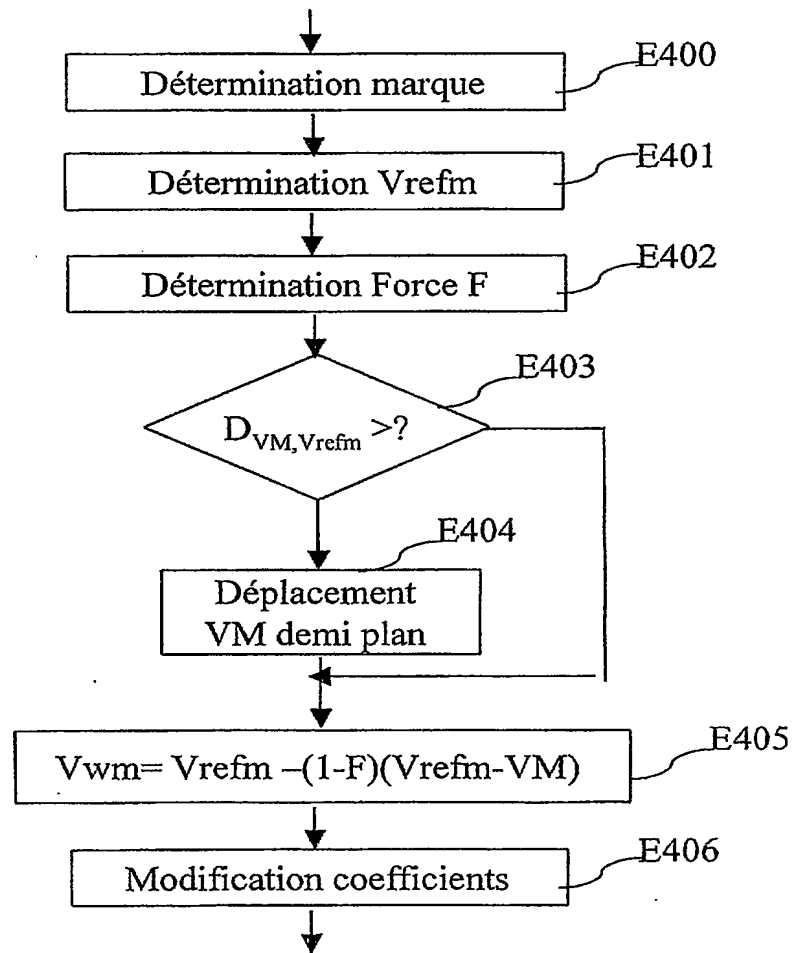 E400
Détermination marque
E401
Détermination Vrefm
E402
Détermination Force F
E403
D_VM,Vrefm >?
E404
Déplacement
VM demi plan
E405
Vwm= Vrefm –(1-F)(Vrefm-VM)
E406
Modification coefficients